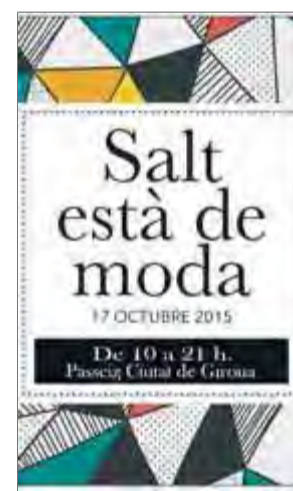 Salt
està de
moda
17 OCTUBRE 2015
De 10 a 21 h.
Passeig Ciutat de Girona